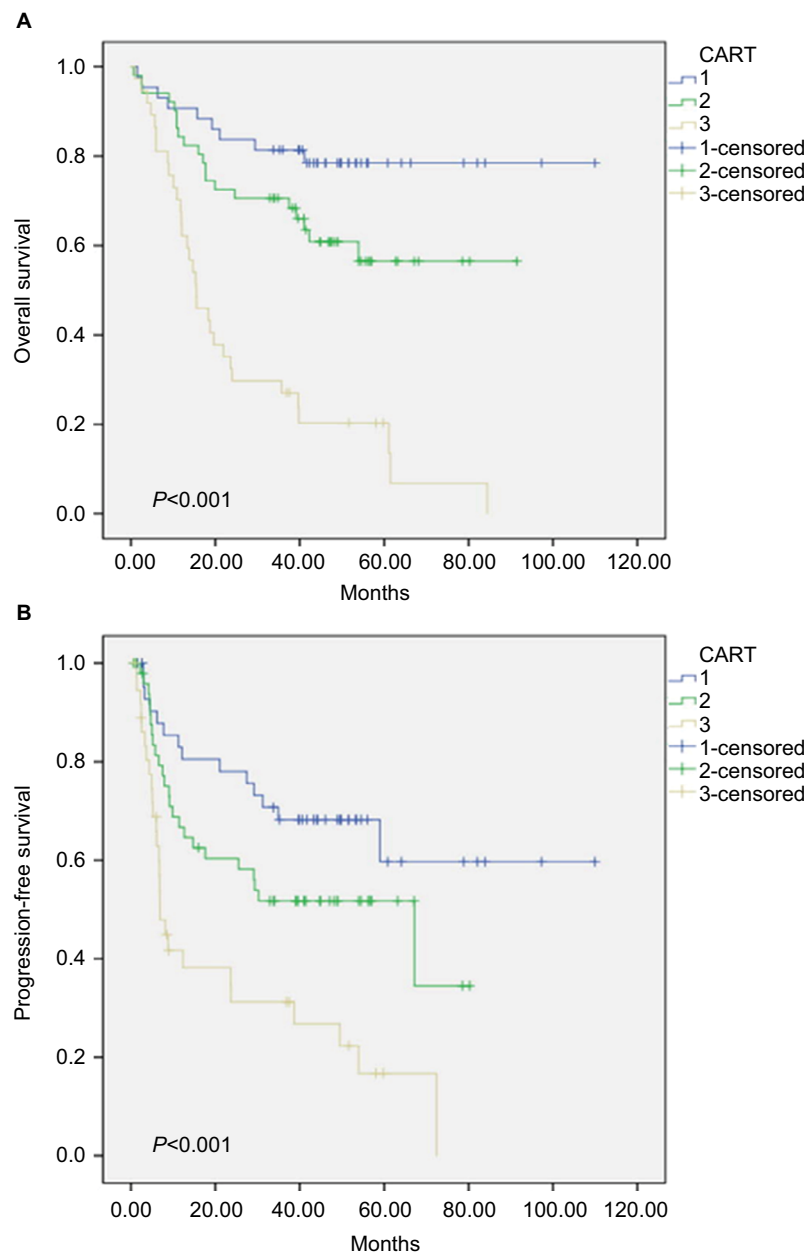 A
Overall survival
1.0
0.8
0.6
0.4
0.2
0.0
P<0.001
0.00 20.00 40.00 60.00 80.00 100.00 120.00
Months
CART
1
2
3
1-censored
2-censored
3-censored
B
Progression-free survival
1.0
0.8
0.6
0.4
0.2
0.0
P<0.001
0.00 20.00 40.00 60.00 80.00 100.00 120.00
Months
CART
1
2
3
1-censored
2-censored
3-censored